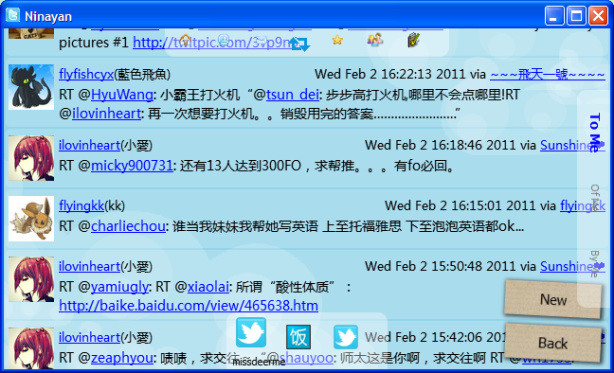 Ninayan
pictures #1 http://twitpic.com/3vp9m
flyfishcyx(藍色飛魚) Wed Feb 2 16:22:13 2011 via ~~~飛天一號~~~~
RT @HyuWang: 小霸王打火机 “@tsun_dei: 步步高打火机,哪里不会点哪里!RT
@ilovinheart: 再一次想要打火机。。销毁用完的答案........................”
ilovinheart(小愛) Wed Feb 2 16:18:46 2011 via Sunshine
RT @micky900731: 还有13人达到300FO，求帮推。。。有fo必回。
flyingkk(kk) Wed Feb 2 16:15:01 2011 via flyingkk
RT @charliechou: 谁当我妹妹我帮她写英语 上至托福雅思 下至泡泡英语都ok...
ilovinheart(小愛) Wed Feb 2 15:50:48 2011 via Sunshine
RT @yamiugly: RT @xiaolai: 所谓 “酸性体质” ：
http://baike.baidu.com/view/465638.htm
ilovinheart(小愛) Wed Feb 2 15:42:06 2011
RT @zeaphyou: 啧啧，求交往~ “@shauyoo: 师太这是你啊，求交往啊 RT
To Me
Of Me
By Me
New
Back
饭
missdeerme